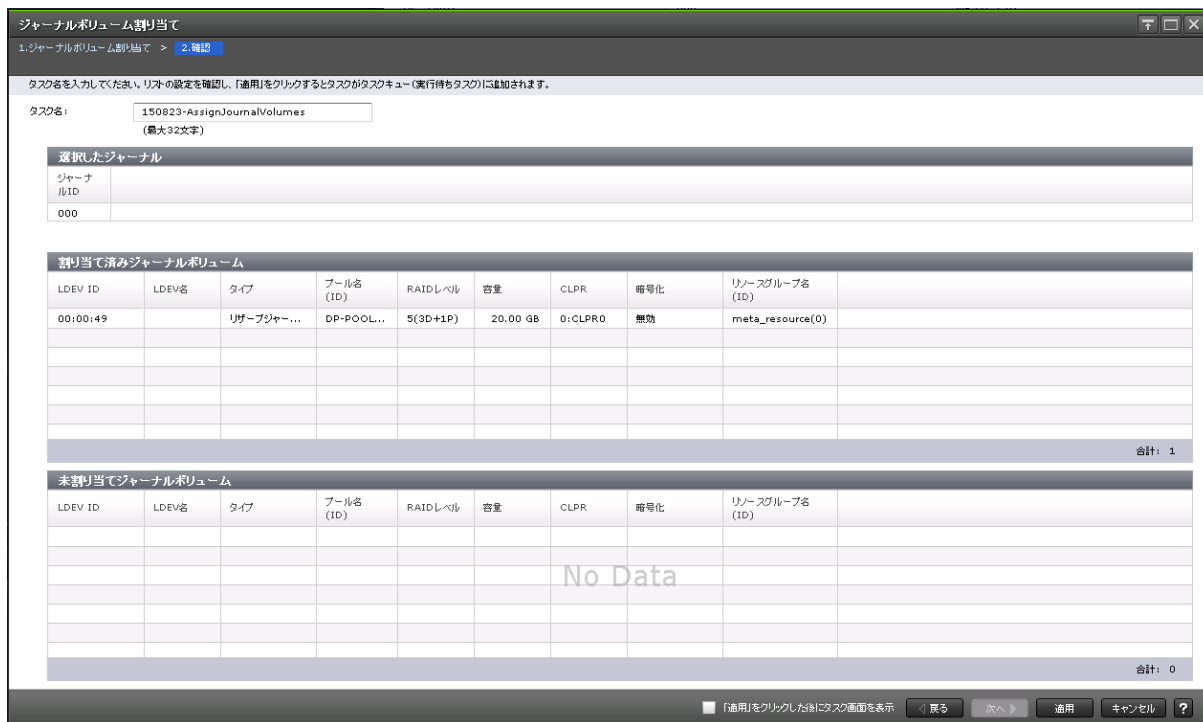 ジャーナルボリューム割り当て
1.ジャーナルボリューム割り当て > 2.確認
タスク名を入力してください。リストの設定を確認し、「適用」をクリックするとタスクがタスクキュー(実行待ちタスク)に追加されます。
タスク名: 150823-AssignJournalVolumes
(最大32文字)
選択したジャーナル
ジャーナ
ルID
000
割り当て済みジャーナルボリューム
LDEV ID LDEV名 タイプ プール名 (ID) RAIDレベル 容量 CLPR 暗号化 リソースグループ名 (ID)
00:00:49 リザーブジャー... DP-POOL... 5(3D+1P) 20.00 GB 0:CLPR0 無効 meta_resource(0)
合計: 1
未割り当てジャーナルボリューム
LDEV ID LDEV名 タイプ プール名 (ID) RAIDレベル 容量 CLPR 暗号化 リソースグループ名 (ID)
No Data
合計: 0
「適用」をクリックした後にタスク画面を表示 戻る 次へ 適用 キャンセル ?